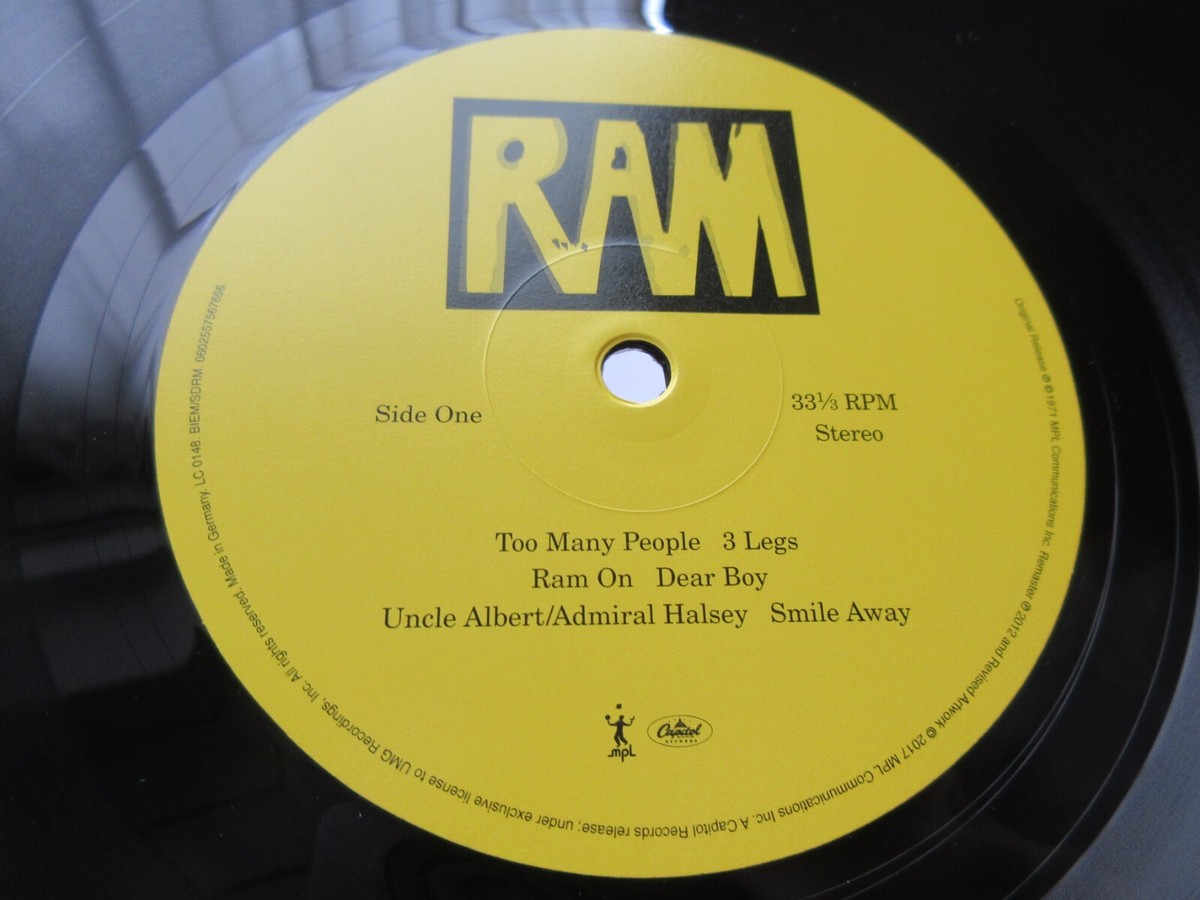 RAM
Side One
33⅓ RPM
Stereo
Too Many People 3 Legs
Ram On Dear Boy
Uncle Albert/Admiral Halsey Smile Away
mpL
Capitol
RECORDS
Original Release ℗ © 1971 MPL Communications Inc. Remaster ℗ 2012 and Revised Artwork © 2017 MPL Communications Inc. A Capitol Records release; under exclusive license to UMG Recordings, Inc. All rights reserved. Made in Germany. LC 0148. BIEM/SDRM. 0602557567656